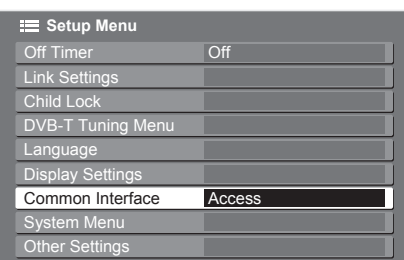 Setup Menu
Off Timer Off
Link Settings
Child Lock
DVB-T Tuning Menu
Language
Display Settings
Common Interface Access
System Menu
Other Settings